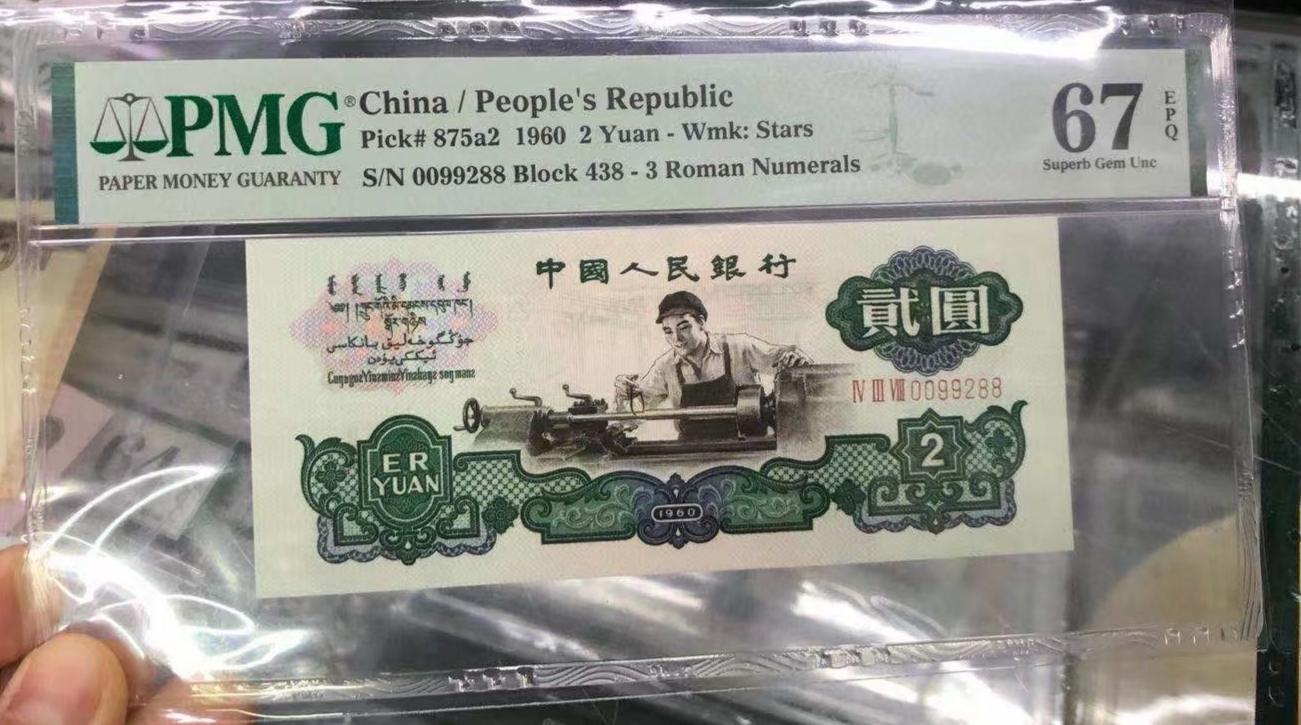 PMG® China / People's Republic
Pick# 875a2 1960 2 Yuan - Wmk: Stars
PAPER MONEY GUARANTY S/N 0099288 Block 438 - 3 Roman Numerals
67 EPQ
Superb Gem Unc
中國人民銀行
貳圓
Ⅳ Ⅲ Ⅷ 0099288
ER
YUAN
2
1960